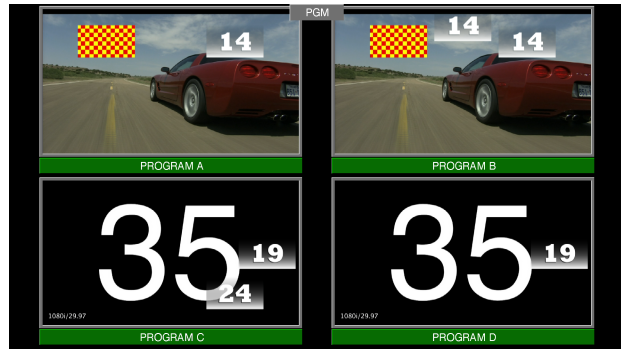 PGM
14
14
14
PROGRAM A
PROGRAM B
35
19
24
1080i/29.97
35
19
1080i/29.97
PROGRAM C
PROGRAM D